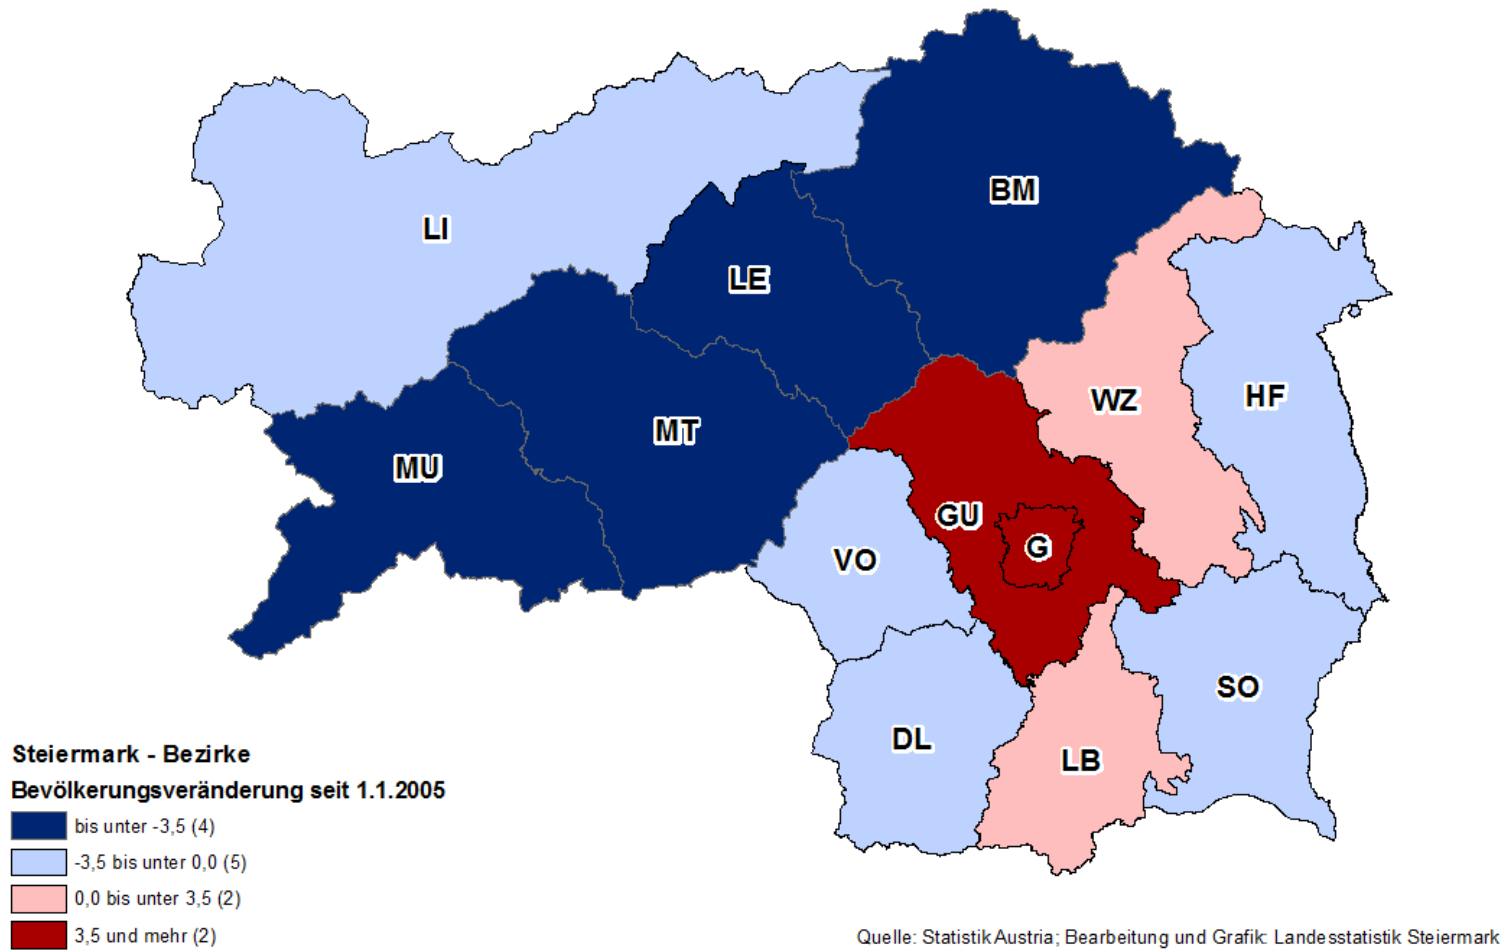 BM
LI
LE
WZ
HF
MT
MU
GU
G
VO
SO
DL
LB
Steiermark - Bezirke
Bevölkerungsveränderung seit 1.1.2005
bis unter -3,5 (4)
-3,5 bis unter 0,0 (5)
0,0 bis unter 3,5 (2)
3,5 und mehr (2)
Quelle: Statistik Austria; Bearbeitung und Grafik: Landesstatistik Steiermark